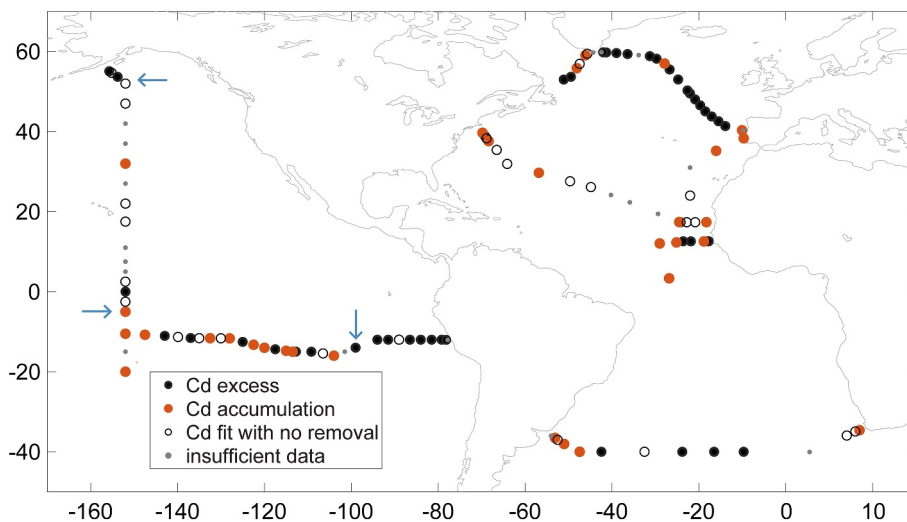 60
40
20
0
-20
-40
Cd excess
Cd accumulation
Cd fit with no removal
insufficient data
-160 -140 -120 -100 -80 -60 -40 -20 0 10